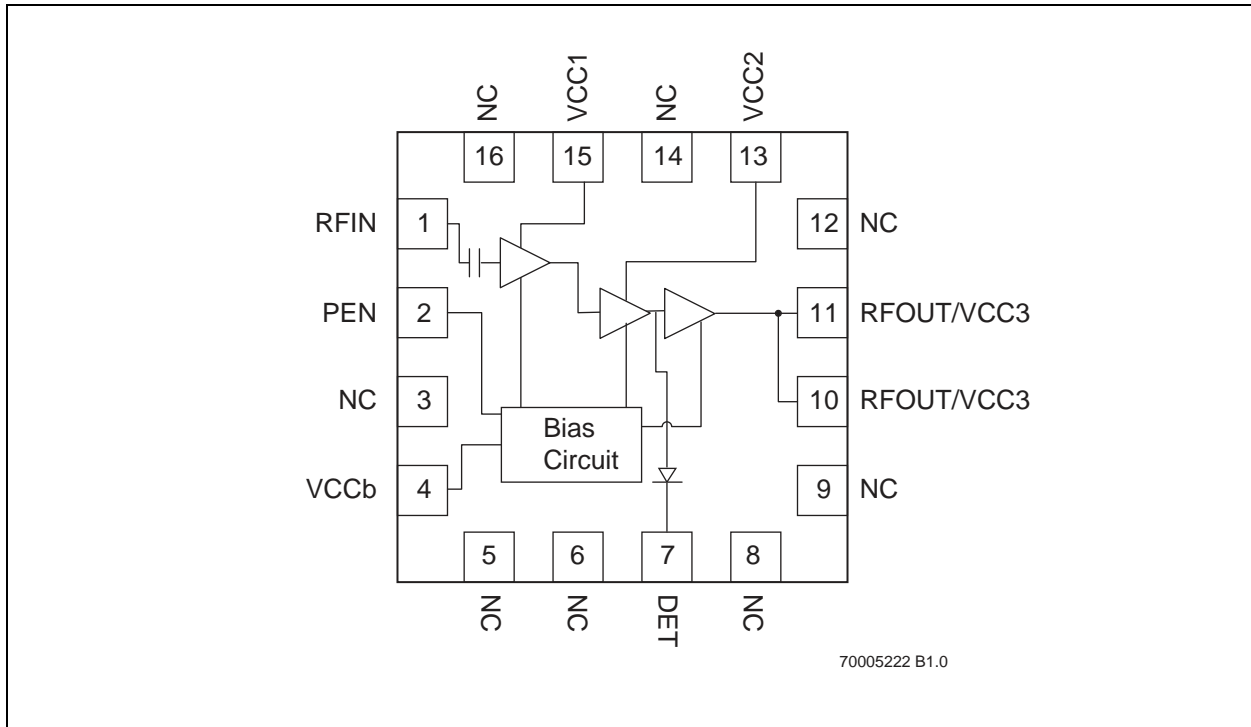 NC
VCC1
NC
VCC2
16
15
14
13
RFIN
1
12
NC
PEN
2
11
RFOUT/VCC3
NC
3
10
RFOUT/VCC3
Bias
Circuit
VCCb
4
9
NC
5
6
7
8
NC
NC
DET
NC
70005222 B1.0